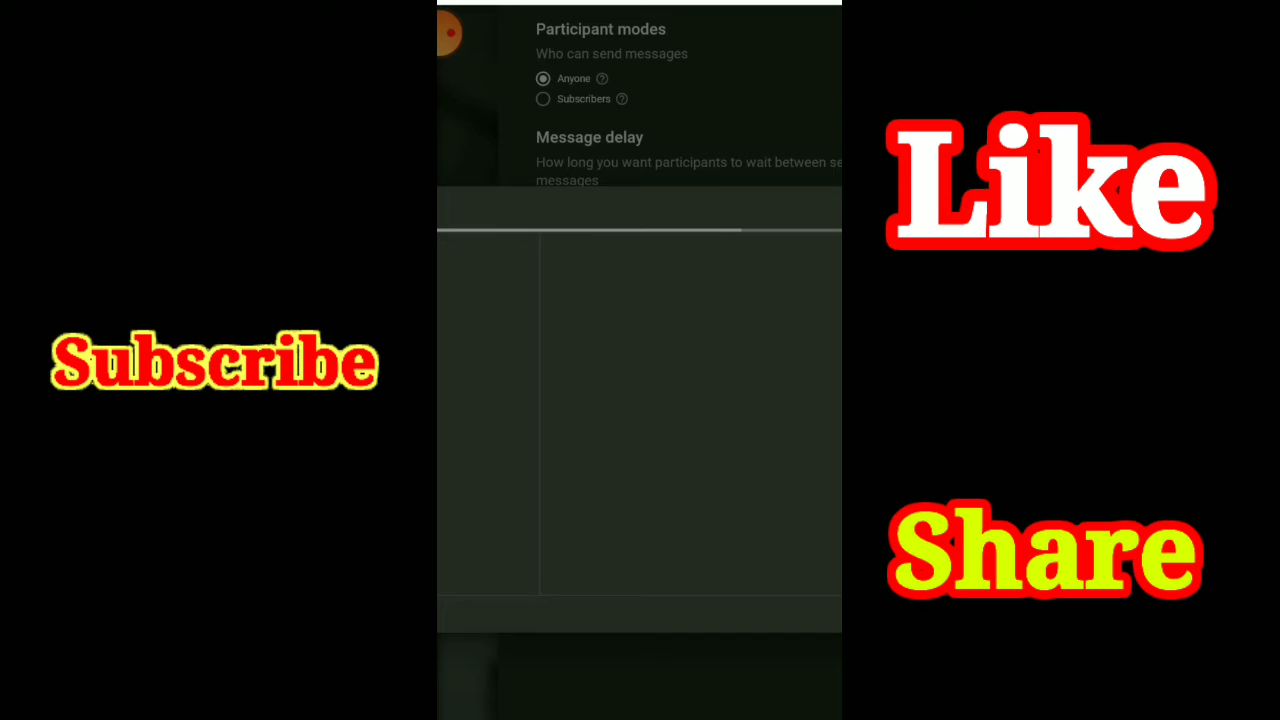 Subscribe
Participant modes
Who can send messages
Anyone
Subscribers
Message delay
How long you want participants to wait between se
messages
Like
Share